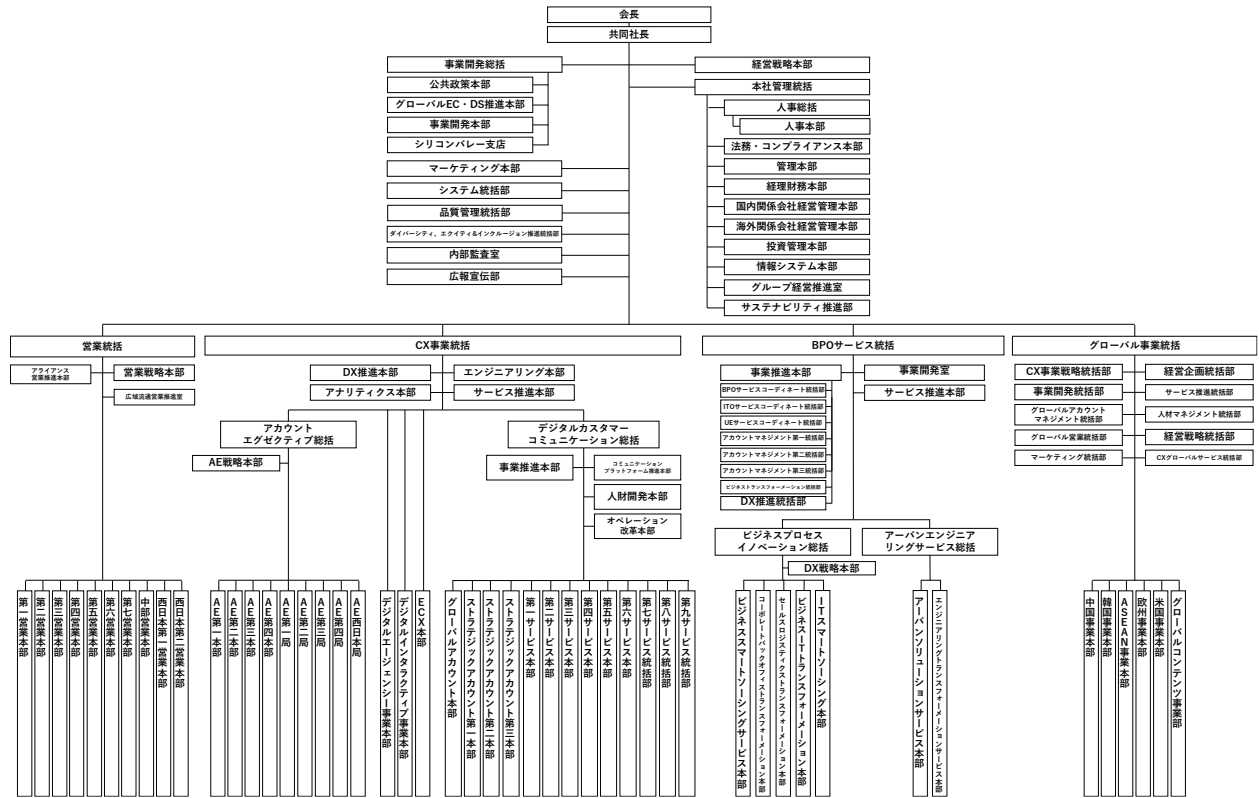 会長
共同社長
事業開発総括
公共政策本部
グローバルEC・DS推進本部
事業開発本部
シリコンバレー支店
マーケティング本部
システム統括部
品質管理統括部
ダイバーシティ、エクイティ&インクルージョン推進統括部
内部監査室
広報宣伝部
経営戦略本部
本社管理統括
人事総括
人事本部
法務・コンプライアンス本部
管理本部
経理財務本部
国内関係会社経営管理本部
海外関係会社経営管理本部
投資管理本部
情報システム本部
グループ経営推進室
サステナビリティ推進部
営業統括
アライアンス
営業推進本部
営業戦略本部
広域流通営業推進室
第一営業本部
第二営業本部
第三営業本部
第四営業本部
第五営業本部
第六営業本部
第七営業本部
中部営業本部
西日本第一営業本部
西日本第二営業本部
CX事業統括
DX推進本部
エンジニアリング本部
アナリティクス本部
サービス推進本部
アカウント
エグゼクティブ総括
AE戦略本部
AE第一本部
AE第二本部
AE第三本部
AE第四本部
AE第一局
AE第二局
AE第三局
AE第四局
AE西日本局
デジタルエージェンシー事業本部
デジタルインタラクティブ事業本部
ECX本部
デジタルカスタマー
コミュニケーション総括
事業推進本部
コミュニケーション
プラットフォーム推進本部
人財開発本部
オペレーション
改革本部
グローバルアカウント本部
ストラテジックアカウント第一本部
ストラテジックアカウント第二本部
ストラテジックアカウント第三本部
第一サービス本部
第二サービス本部
第三サービス本部
第四サービス本部
第五サービス本部
第六サービス本部
第七サービス統括部
第八サービス統括部
第九サービス統括部
BPOサービス統括
事業推進本部
BPOサービスコーディネート統括部
ITOサービスコーディネート統括部
UEサービスコーディネート統括部
アカウントマネジメント第一統括部
アカウントマネジメント第二統括部
アカウントマネジメント第三統括部
ビジネストランスフォーメーション統括部
DX推進統括部
事業開発室
サービス推進本部
ビジネスプロセス
イノベーション総括
DX戦略本部
ビジネススマートソーシングサービス本部
コーポレートバックオフィストランスフォーメーション本部
セールスロジスティクストランスフォーメーション本部
ビジネスITトランスフォーメーション本部
ITスマートソーシング本部
アーバンエンジニア
リングサービス総括
アーバンソリューションサービス本部
エンジニアリングトランスフォーメーションサービス本部
グローバル事業統括
CX事業戦略統括部
経営企画統括部
事業開発統括部
サービス推進統括部
グローバルアカウント
マネジメント統括部
人材マネジメント統括部
グローバル営業統括部
経営戦略統括部
マーケティング統括部
CXグローバルサービス統括部
中国事業本部
韓国事業本部
ASEAN事業本部
欧州事業本部
米国事業本部
グローバルコンテンツ事業部